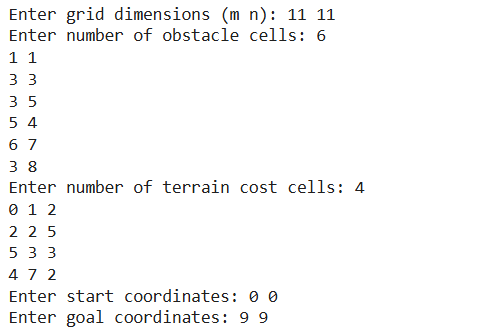 Enter grid dimensions (m n): 11 11
Enter number of obstacle cells: 6
1 1
3 3
3 5
5 4
6 7
3 8
Enter number of terrain cost cells: 4
0 1 2
2 2 5
5 3 3
4 7 2
Enter start coordinates: 0 0
Enter goal coordinates: 9 9